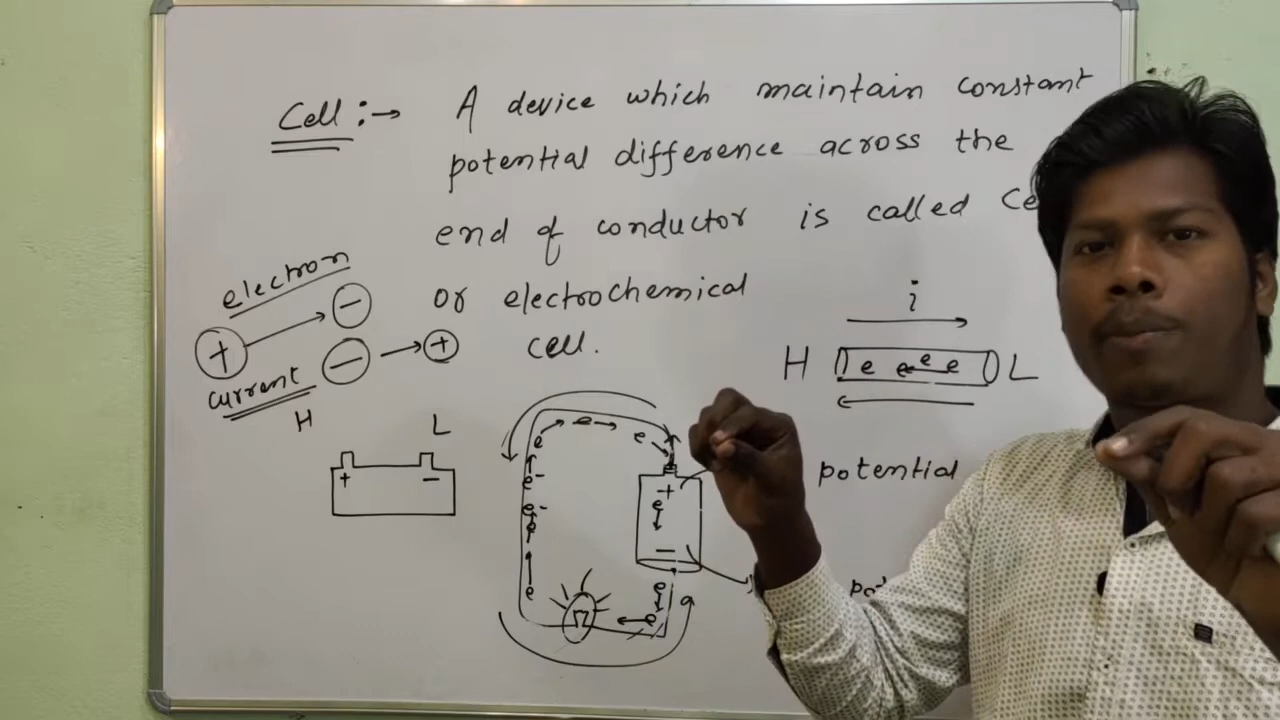 Cell :→ A device which maintain constant
potential difference across the
end of conductor is called
or electrochemical
cell.
electron
+ → −
− → +
current
H L
+ −
i
H e e e e L
e e e
e⁻
e⁻
e
e
+
e
−
e
e
potential